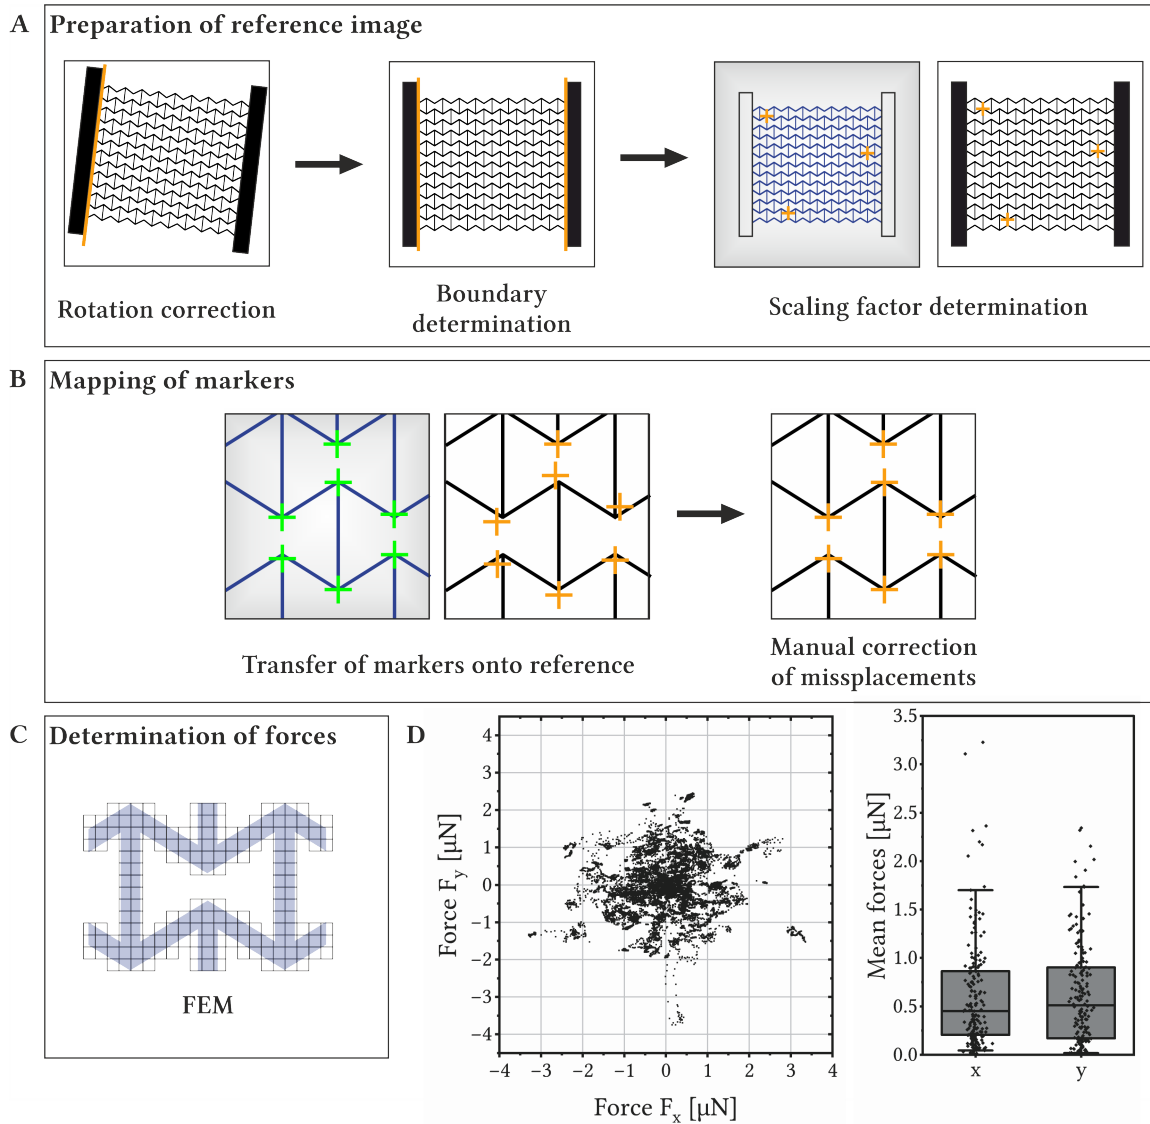 A Preparation of reference image
Rotation correction
Boundary
determination
Scaling factor determination
B Mapping of markers
Transfer of markers onto reference
Manual correction
of missplacements
C Determination of forces
FEM
D
Force Fy [µN]
4
3
2
1
0
−1
−2
−3
−4
−4 −3 −2 −1 0 1 2 3 4
Force Fx [µN]
Mean forces [µN]
3.5
3.0
2.5
2.0
1.5
1.0
0.5
0.0
x y